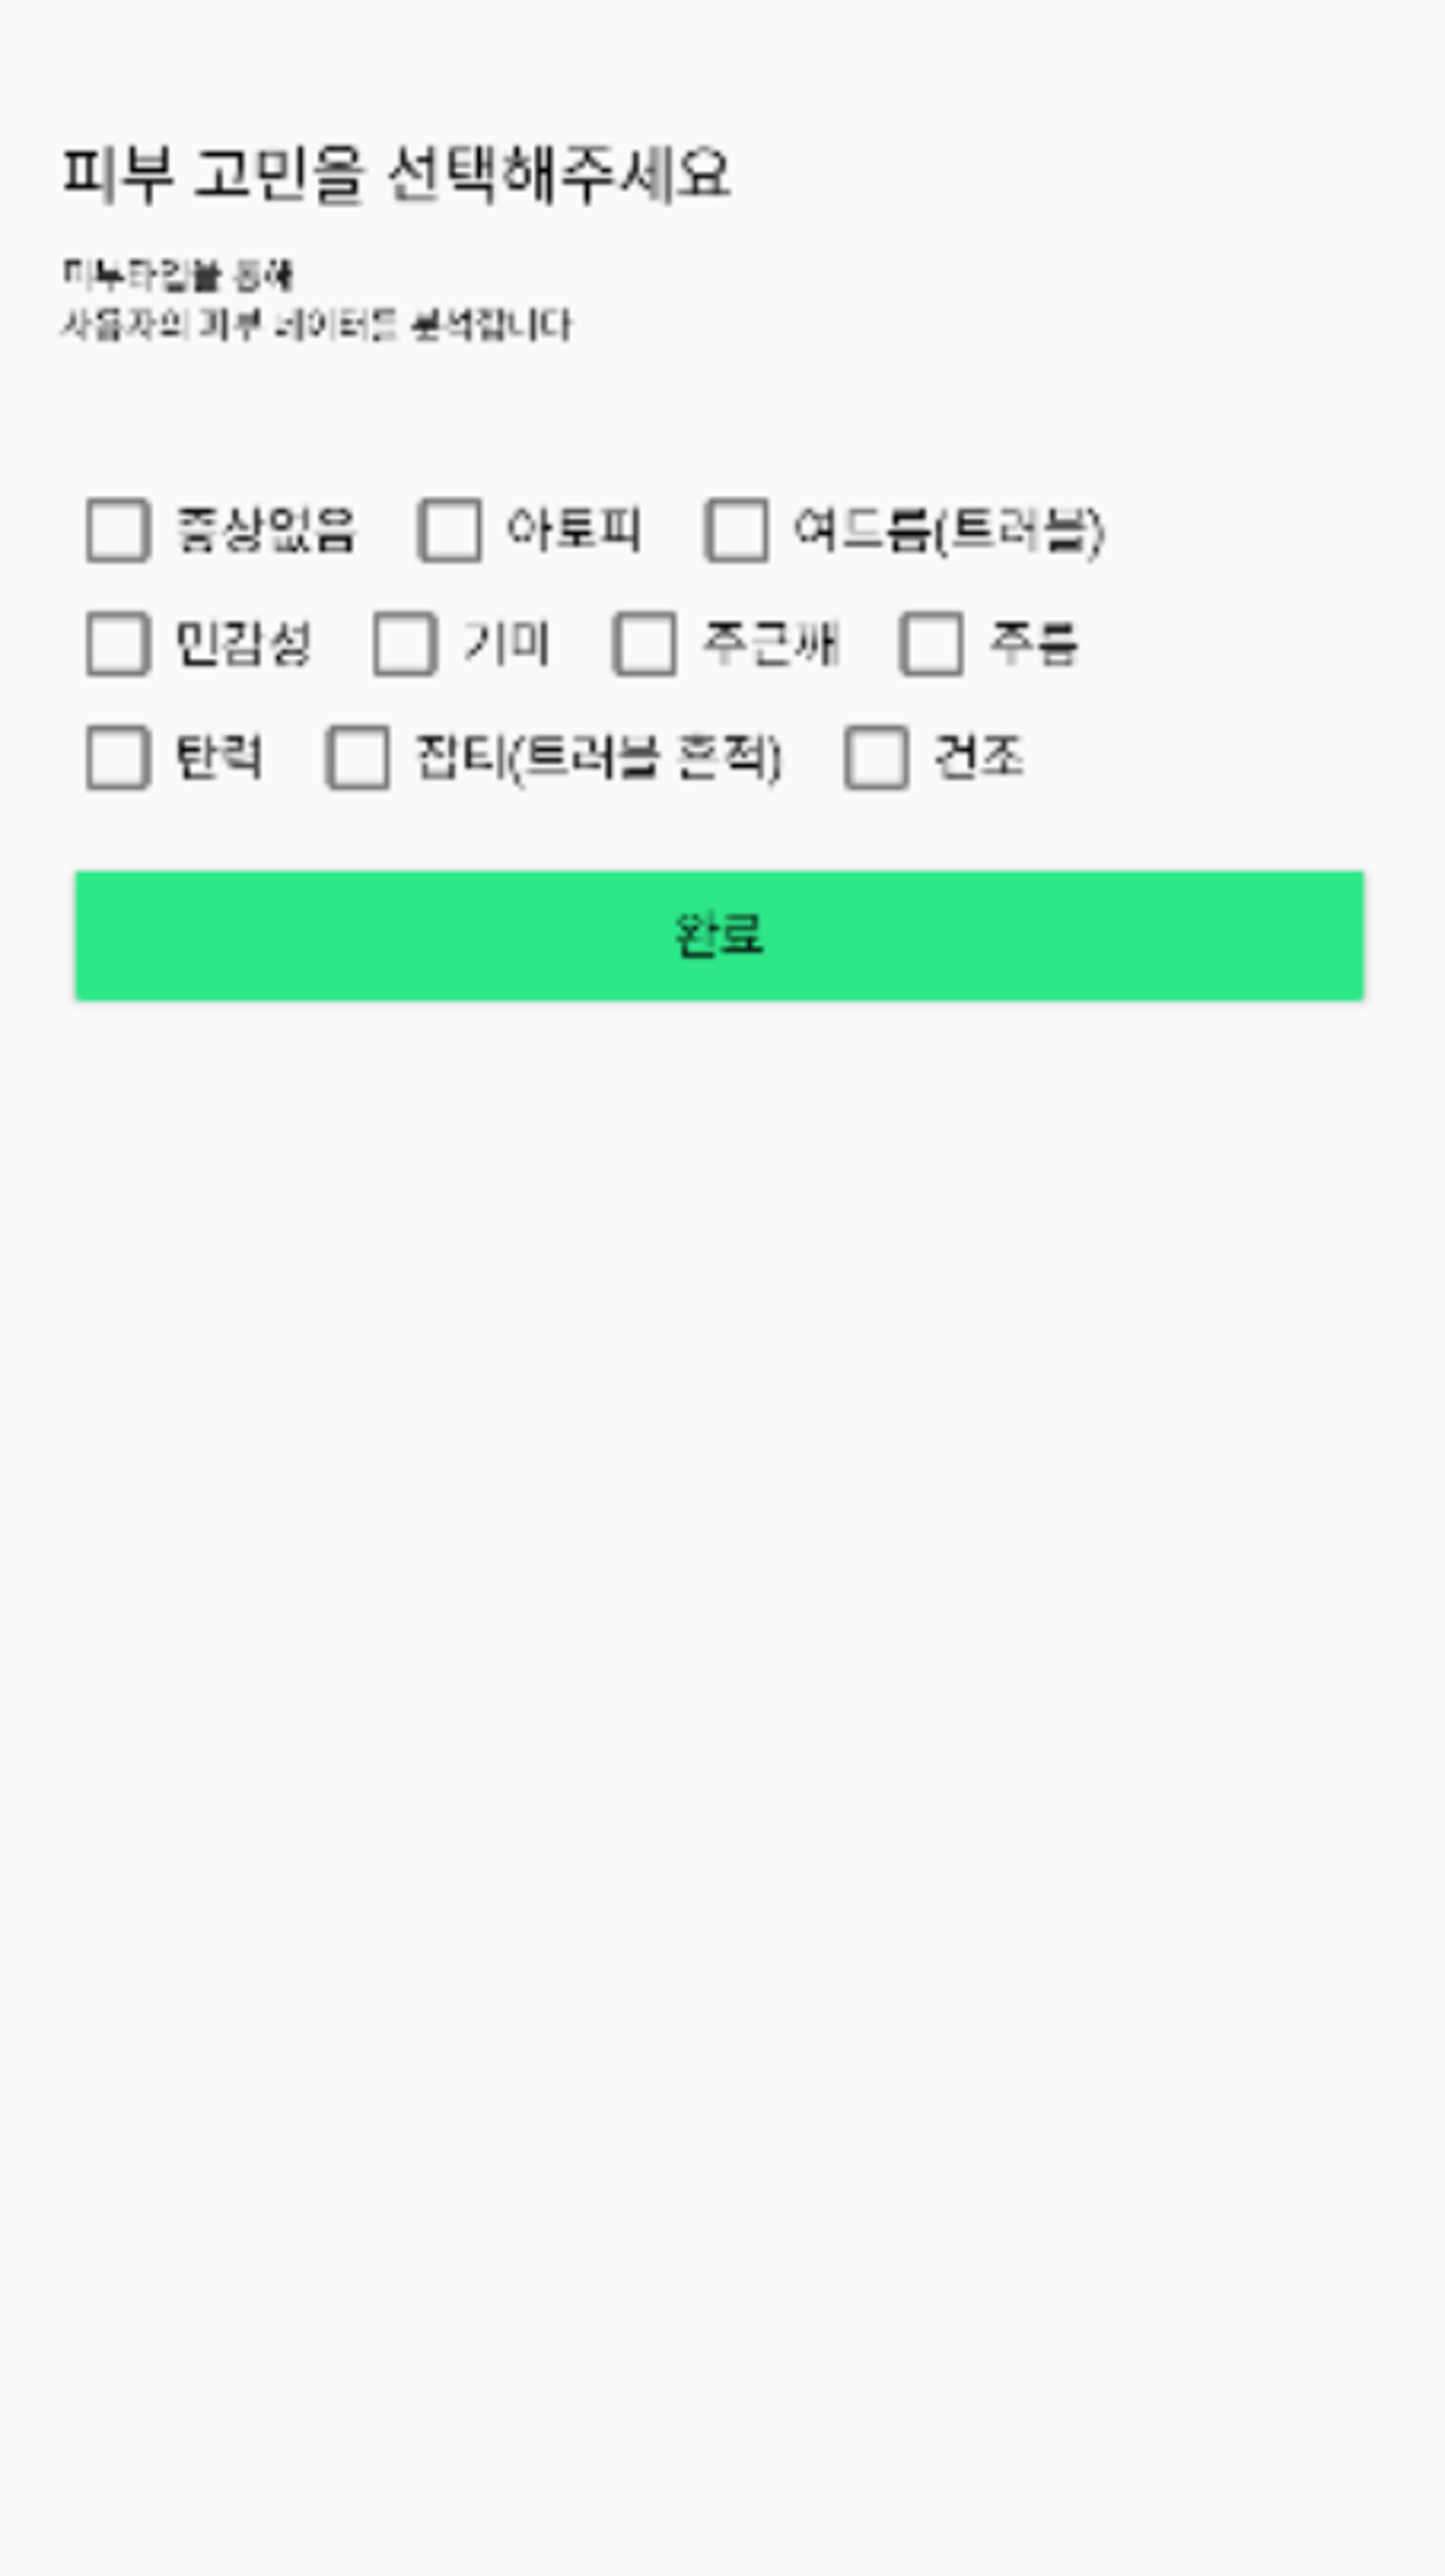 피부 고민을 선택해주세요
피부타입을 통해
사용자의 피부 데이터를 분석합니다
증상없음 아토피 여드름(트러블)
민감성 기미 주근깨 주름
탄력 잡티(트러블 흔적) 건조
완료